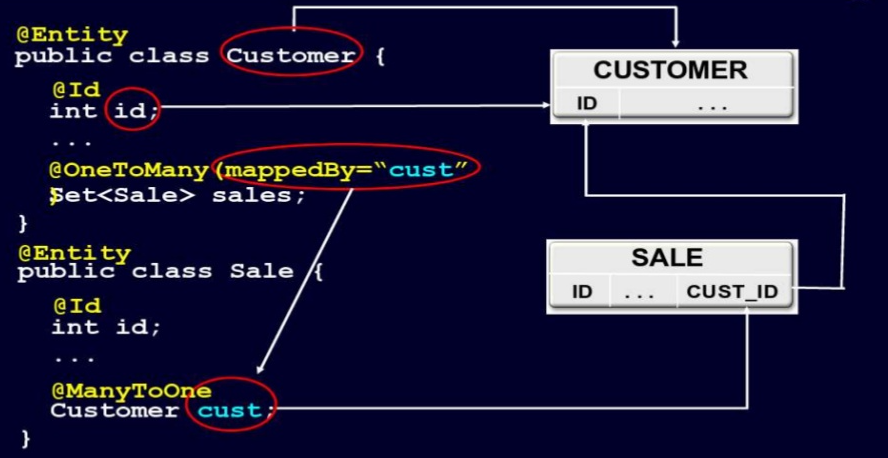 @Entity
public class Customer {
@Id
int id;
...
@OneToMany(mappedBy=“cust”
)
Set<Sale> sales;
}
@Entity
public class Sale {
@Id
int id;
...
@ManyToOne
Customer cust;
}
CUSTOMER
ID ...
SALE
ID ... CUST_ID